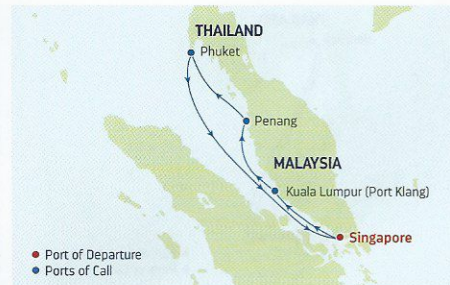 THAILAND
Phuket
Penang
MALAYSIA
Kuala Lumpur (Port Klang)
Singapore
Port of Departure
Ports of Call